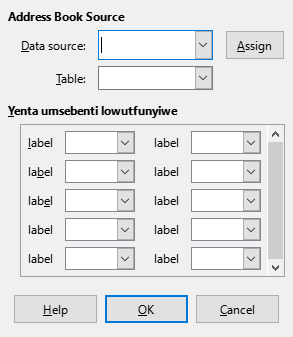 Address Book Source
Data source: Assign
Table:
Yenta umsebenti lowutfunyiwe
label label
label label
label label
label label
label label
Help OK Cancel